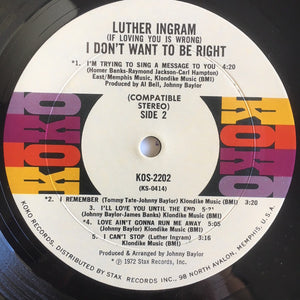 LUTHER INGRAM
(IF LOVING YOU IS WRONG)
I DON'T WANT TO BE RIGHT
*1. I'M TRYING TO SING A MESSAGE TO YOU 4:20
(Homer Banks-Raymond Jackson-Carl Hampton)
East/Memphis Music, Klondike Music (BMI)
Produced by Al Bell, Johnny Baylor
(COMPATIBLE
STEREO)
SIDE 2
KOKO
KOKO
KOS-2202
(KS-0414)
*2. I REMEMBER (Tommy Tate-Johnny Baylor) Klondike Music (BMI) 3:20
3. I'LL LOVE YOU UNTIL THE END
(Johnny Baylor-James Banks) Klondike Music (BMI)
4. LOVE AIN'T GONNA RUN ME AWAY
Klondike Music (BMI)
5. I CAN'T STOP (Luther Ingram) 3:16
Klondike Music (BMI)
Produced & Arranged by Johnny Baylor
℗ 1972 Stax Records, Inc.
KOKO RECORDS, DISTRIBUTED BY STAX RECORDS INC., 98 NORTH AVALON, MEMPHIS, U.S.A.